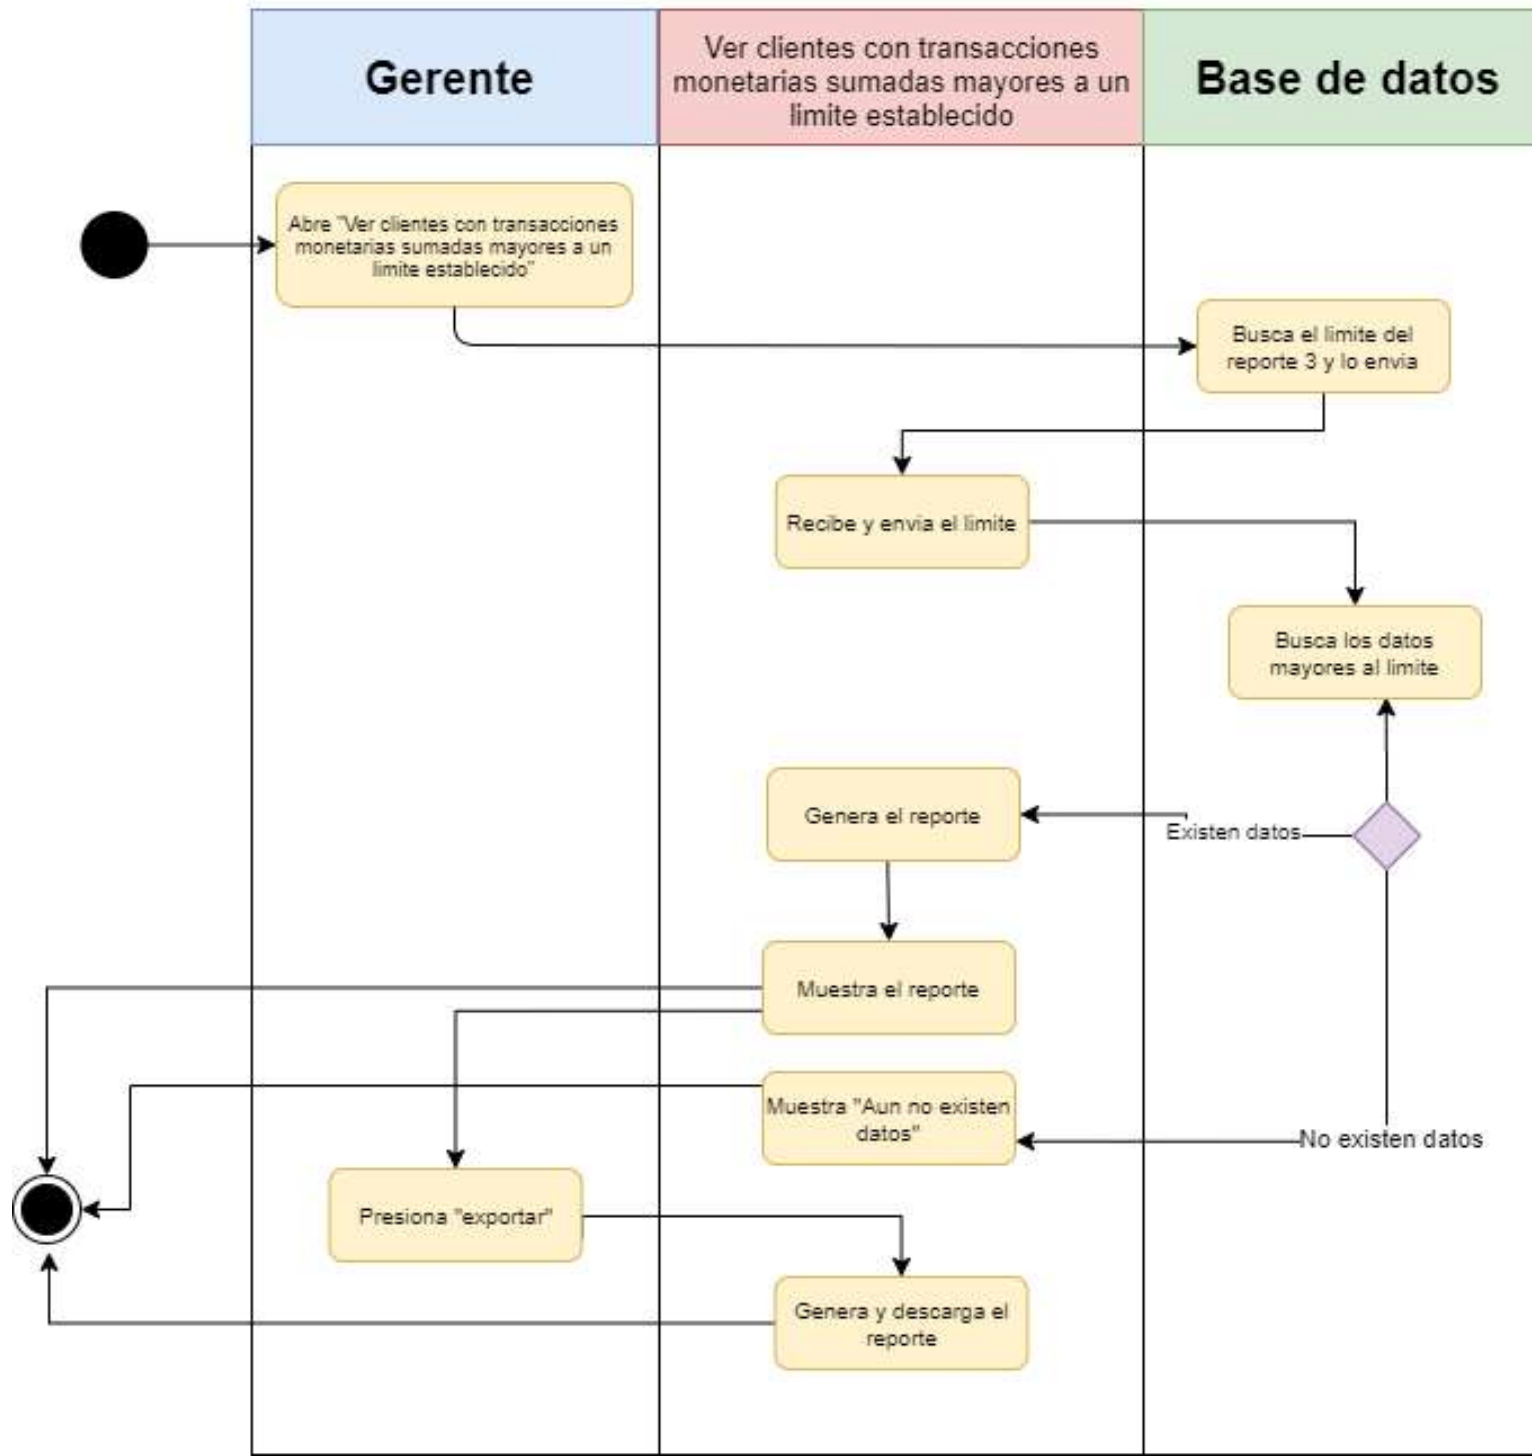 Gerente
Ver clientes con transacciones
monetarias sumadas mayores a un
limite establecido
Base de datos
Abre "Ver clientes con transacciones
monetarias sumadas mayores a un
limite establecido"
Busca el limite del
reporte 3 y lo envia
Recibe y envia el limite
Busca los datos
mayores al limite
Genera el reporte
Existen datos
Muestra el reporte
Muestra "Aun no existen
datos"
No existen datos
Presiona "exportar"
Genera y descarga el
reporte